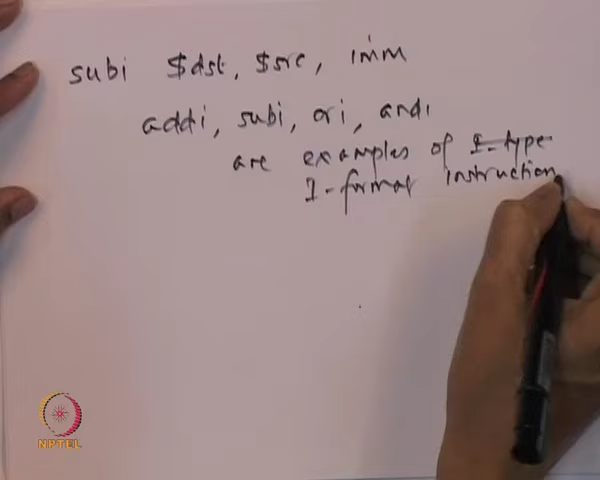 subi $dst, $src, imm
addi, subi, ori, andi
are examples of I-type
I-format instruction
NPTEL